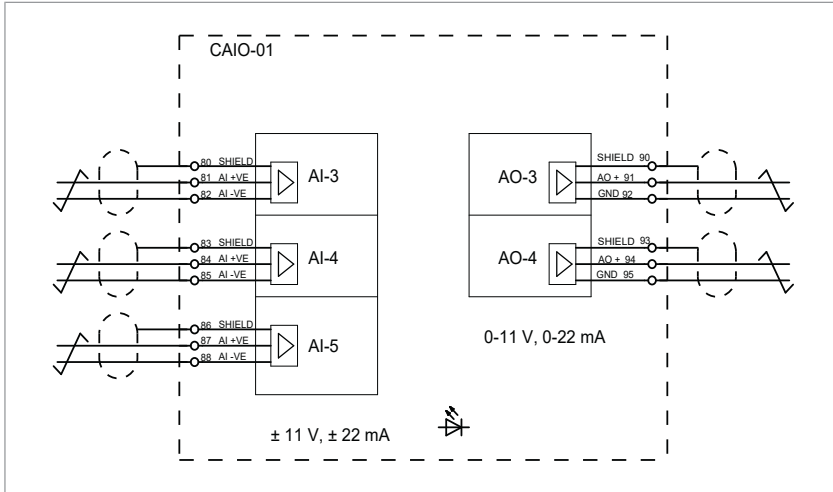 CAIO-01
80 SHIELD
81 AI +VE
82 AI -VE
AI-3
83 SHIELD
84 AI +VE
85 AI -VE
AI-4
86 SHIELD
87 AI +VE
88 AI -VE
AI-5
± 11 V, ± 22 mA
AO-3
SHIELD 90
AO + 91
GND 92
AO-4
SHIELD 93
AO + 94
GND 95
0-11 V, 0-22 mA